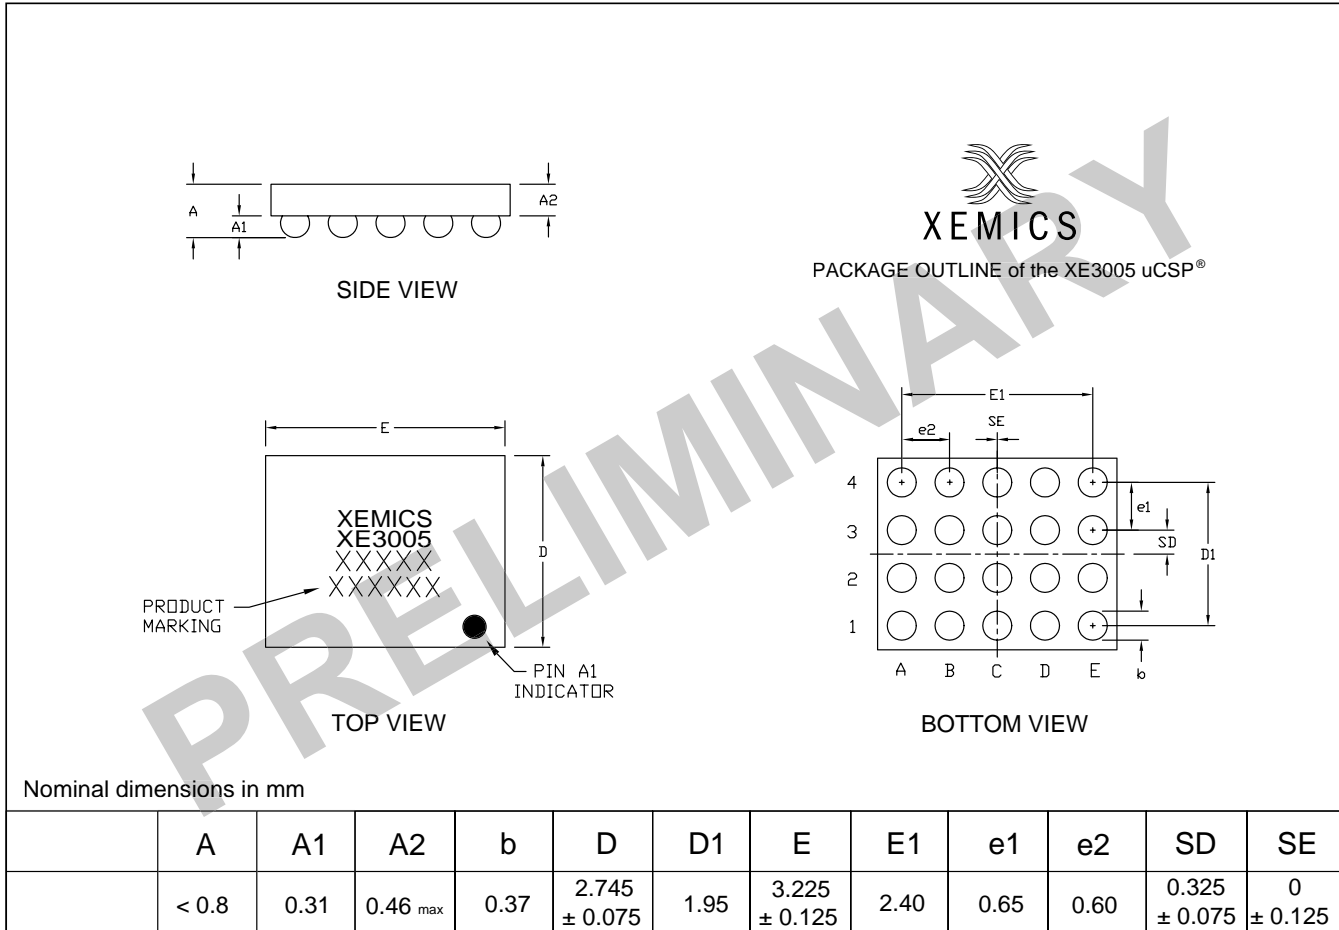 A
A1
A2
SIDE VIEW
XEMICS
PACKAGE OUTLINE of the XE3005 uCSP®
PRELIMINARY
E
XEMICS
XE3005
XXXXX
XXXXXX
D
PRODUCT
MARKING
PIN A1
INDICATOR
TOP VIEW
E1
SE
e2
4
3
2
1
e1
SD
D1
A B C D E
b
BOTTOM VIEW
Nominal dimensions in mm
A A1 A2 b D D1 E E1 e1 e2 SD SE
< 0.8 0.31 0.46 max 0.37 2.745 ± 0.075 1.95 3.225 ± 0.125 2.40 0.65 0.60 0.325 ± 0.075 0 ± 0.125